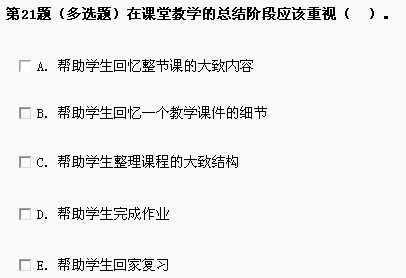 第21题（多选题）在课堂教学的总结阶段应该重视（ ）。
A. 帮助学生回忆整节课的大致内容
B. 帮助学生回忆一个教学课件的细节
C. 帮助学生整理课程的大致结构
D. 帮助学生完成作业
E. 帮助学生回家复习